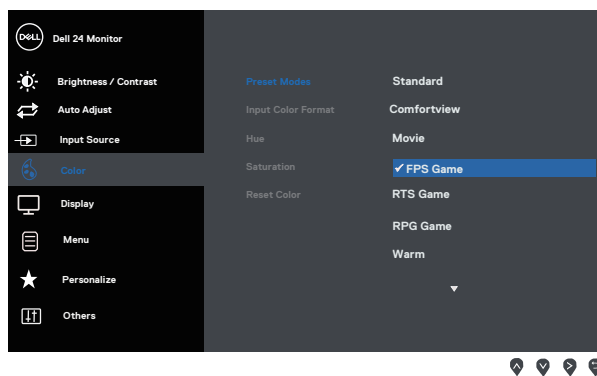 DELL Dell 24 Monitor
Brightness / Contrast
Auto Adjust
Input Source
Color
Display
Menu
Personalize
Others
Preset Modes
Input Color Format
Hue
Saturation
Reset Color
Standard
Comfortview
Movie
✓ FPS Game
RTS Game
RPG Game
Warm